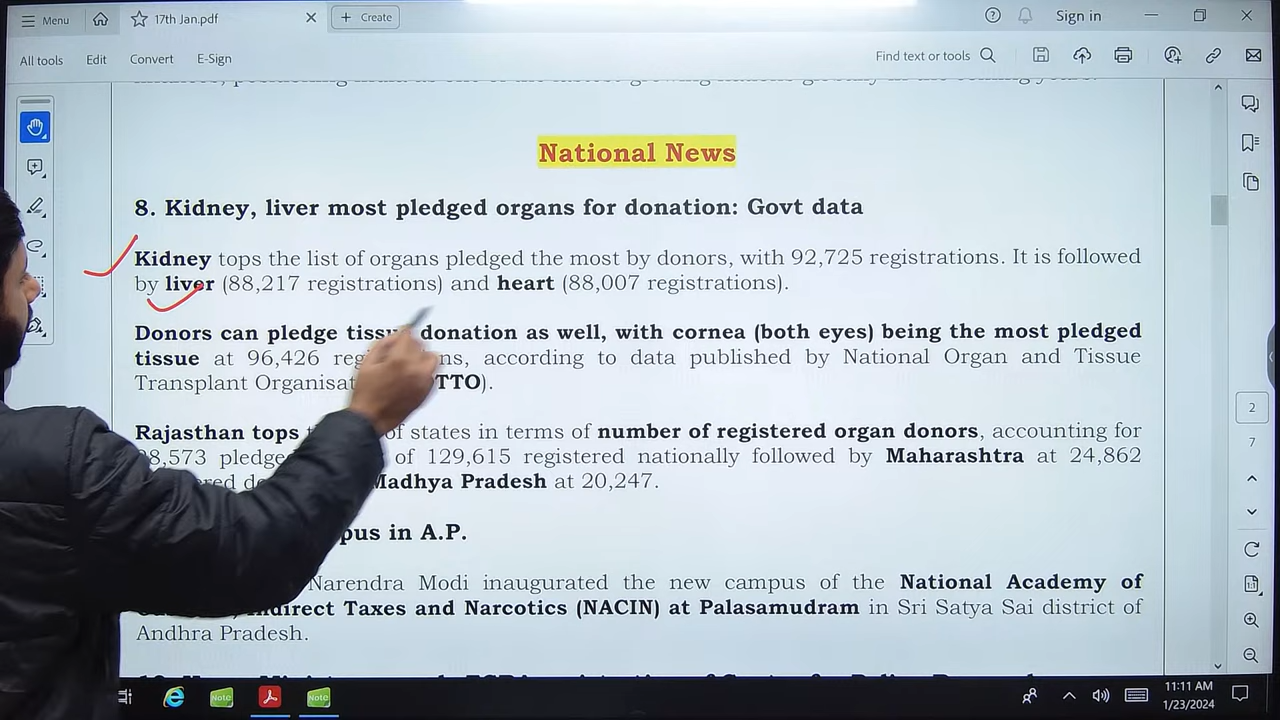 Menu
17th Jan.pdf
Create
Sign in
All tools Edit Convert E-Sign
Find text or tools
National News
8. Kidney, liver most pledged organs for donation: Govt data
Kidney tops the list of organs pledged the most by donors, with 92,725 registrations. It is followed
by liver (88,217 registrations) and heart (88,007 registrations).
Donors can pledge tissue donation as well, with cornea (both eyes) being the most pledged
tissue at 96,426 , according to data published by National Organ and Tissue
Transplant TTO).
Rajasthan tops of states in terms of number of registered organ donors, accounting for
8,573 of 129,615 registered nationally followed by Maharashtra at 24,862
Madhya Pradesh at 20,247.
in A.P.
Narendra Modi inaugurated the new campus of the National Academy of
Indirect Taxes and Narcotics (NACIN) at Palasamudram in Sri Satya Sai district of
Andhra Pradesh.
2
7
Note
Note
11:11 AM
1/23/2024